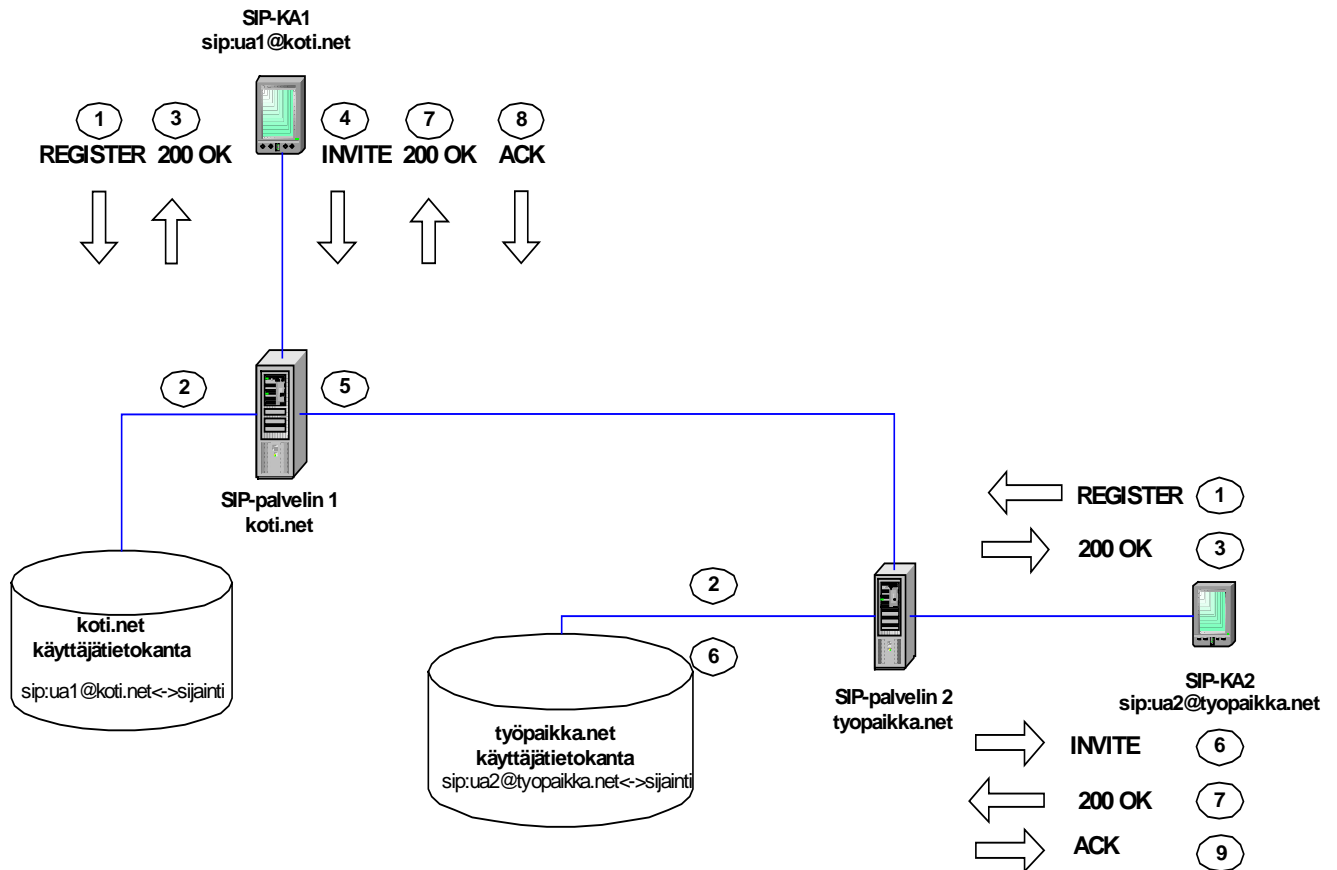 SIP-KA1
sip:ua1@koti.net
1 3 4 7 8
REGISTER 200 OK INVITE 200 OK ACK
2 5
SIP-palvelin 1
koti.net
REGISTER 1
200 OK 3
koti.net
käyttäjätietokanta
sip:ua1@koti.net<->sijainti
2
6
SIP-palvelin 2
tyopaikka.net
SIP-KA2
sip:ua2@tyopaikka.net
työpaikka.net
käyttäjätietokanta
sip:ua2@tyopaikka.net<->sijainti
INVITE 6
200 OK 7
ACK 9